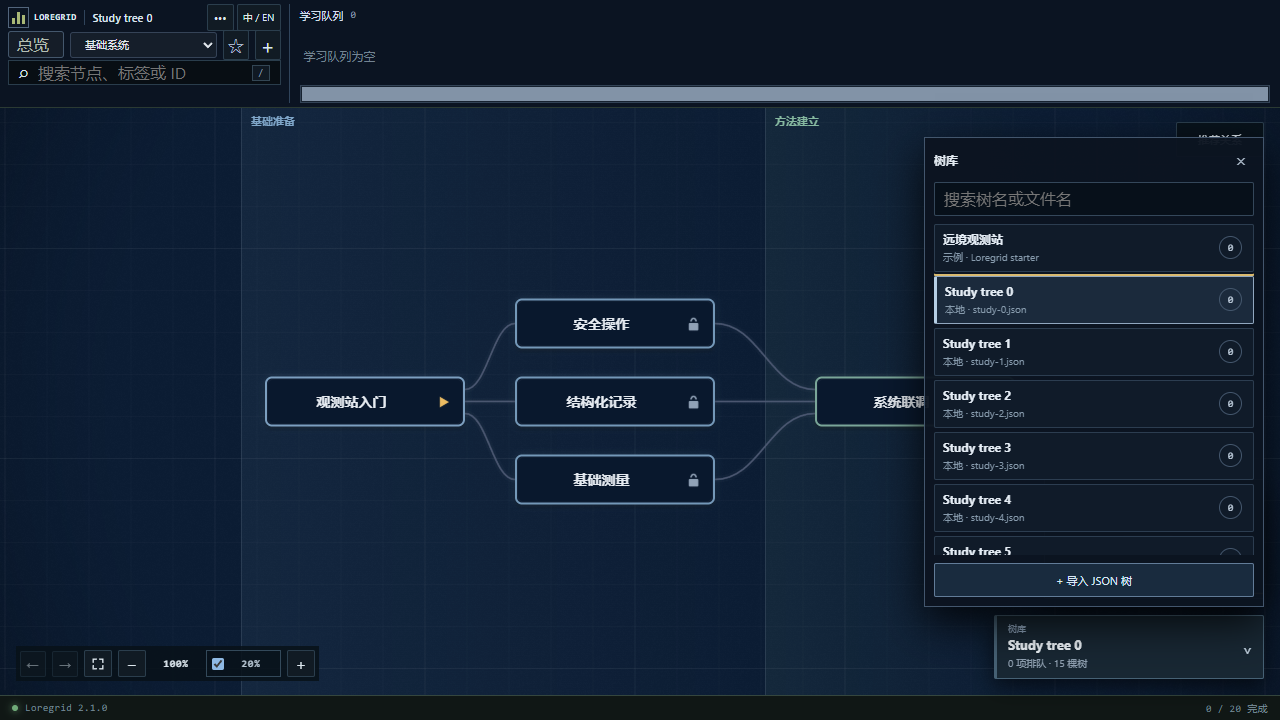 LOREGRID
Study tree 0
•••
中 / EN
学习队列 0
总览
基础系统
☆
+
学习队列为空
搜索节点、标签或 ID
/
基础准备
方法建立
安全操作
观测站入门
结构化记录
系统联调
基础测量
树库
×
搜索树名或文件名
远境观测站
示例 · Loregrid starter
0
Study tree 0
本地 · study-0.json
0
Study tree 1
本地 · study-1.json
0
Study tree 2
本地 · study-2.json
0
Study tree 3
本地 · study-3.json
0
Study tree 4
本地 · study-4.json
0
Study tree 5
+ 导入 JSON 树
树库
Study tree 0
0 项排队 · 15 棵树
←
→
−
100%
20%
+
Loregrid 2.1.0
0 / 20 完成